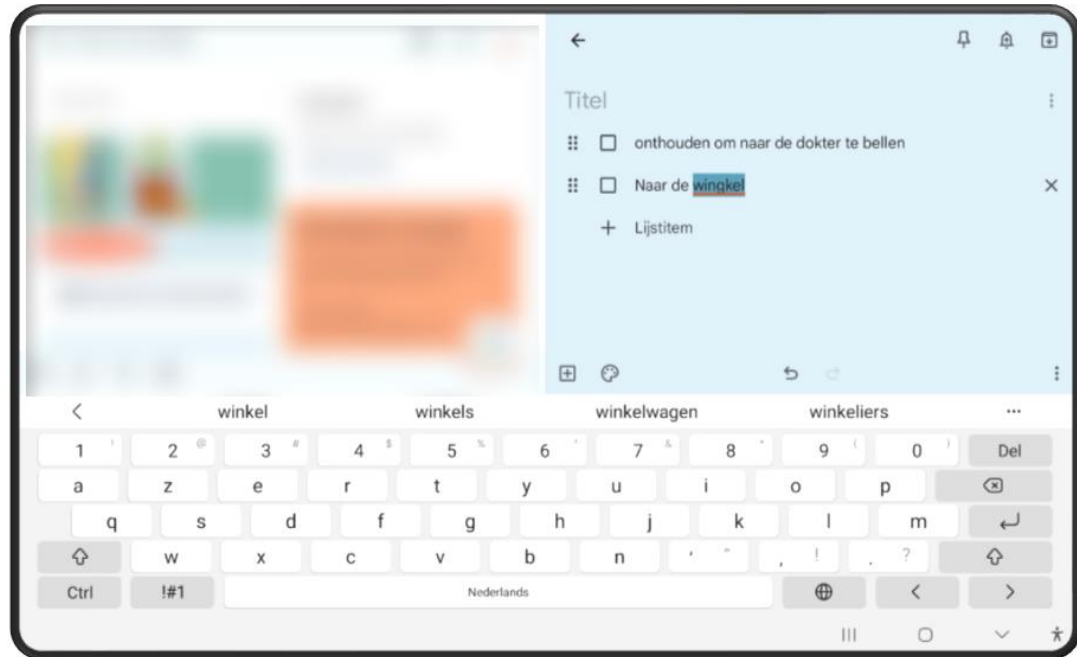 Titel
onthouden om naar de dokter te bellen
Naar de wingkel
Lijstitem
winkel winkels winkelwagen winkeliers ...
1 ! 2 @ 3 # 4 $ 5 % 6 7 & 8 * 9 ( 0 ) Del
a z e r t y u i o p
q s d f g h j k l m
w x c v b n ' " , ! . ?
Ctrl !#1 Nederlands < >